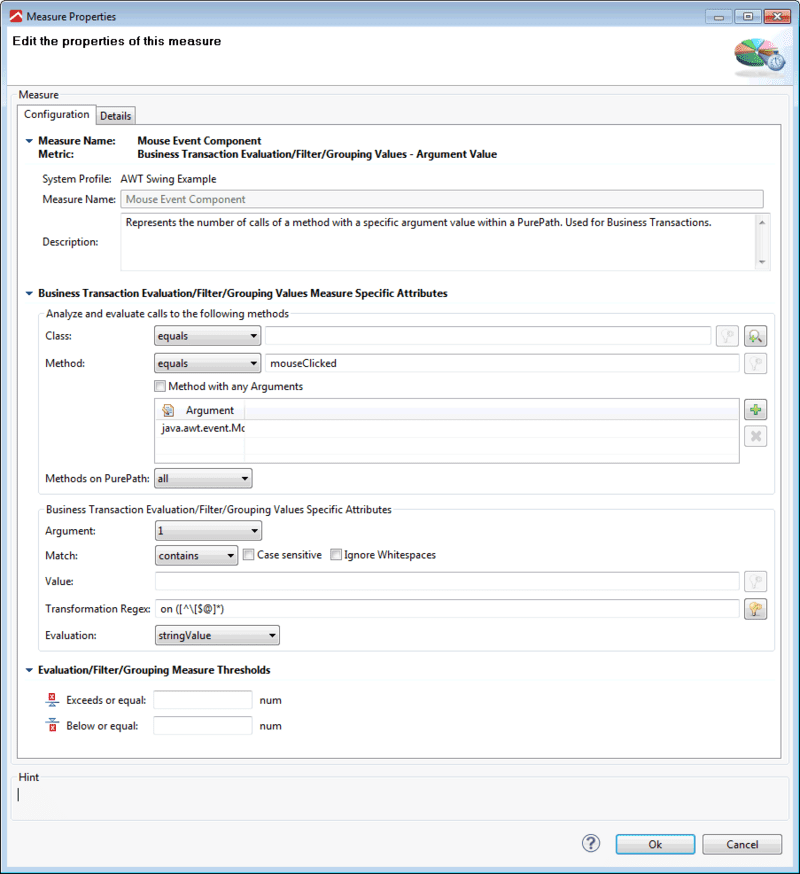 Measure Properties
Edit the properties of this measure
Measure
Configuration Details
Measure Name: Mouse Event Component
Metric: Business Transaction Evaluation/Filter/Grouping Values - Argument Value
System Profile: AWT Swing Example
Measure Name: Mouse Event Component
Description: Represents the number of calls of a method with a specific argument value within a PurePath. Used for Business Transactions.
Business Transaction Evaluation/Filter/Grouping Values Measure Specific Attributes
Analyze and evaluate calls to the following methods
Class: equals
Method: equals mouseClicked
Method with any Arguments
Argument
java.awt.event.Mo
Methods on PurePath: all
Business Transaction Evaluation/Filter/Grouping Values Specific Attributes
Argument: 1
Match: contains Case sensitive Ignore Whitespaces
Value:
Transformation Regex: on ([^\[$@]*)
Evaluation: stringValue
Evaluation/Filter/Grouping Measure Thresholds
Exceeds or equal: num
Below or equal: num
Hint
? Ok Cancel